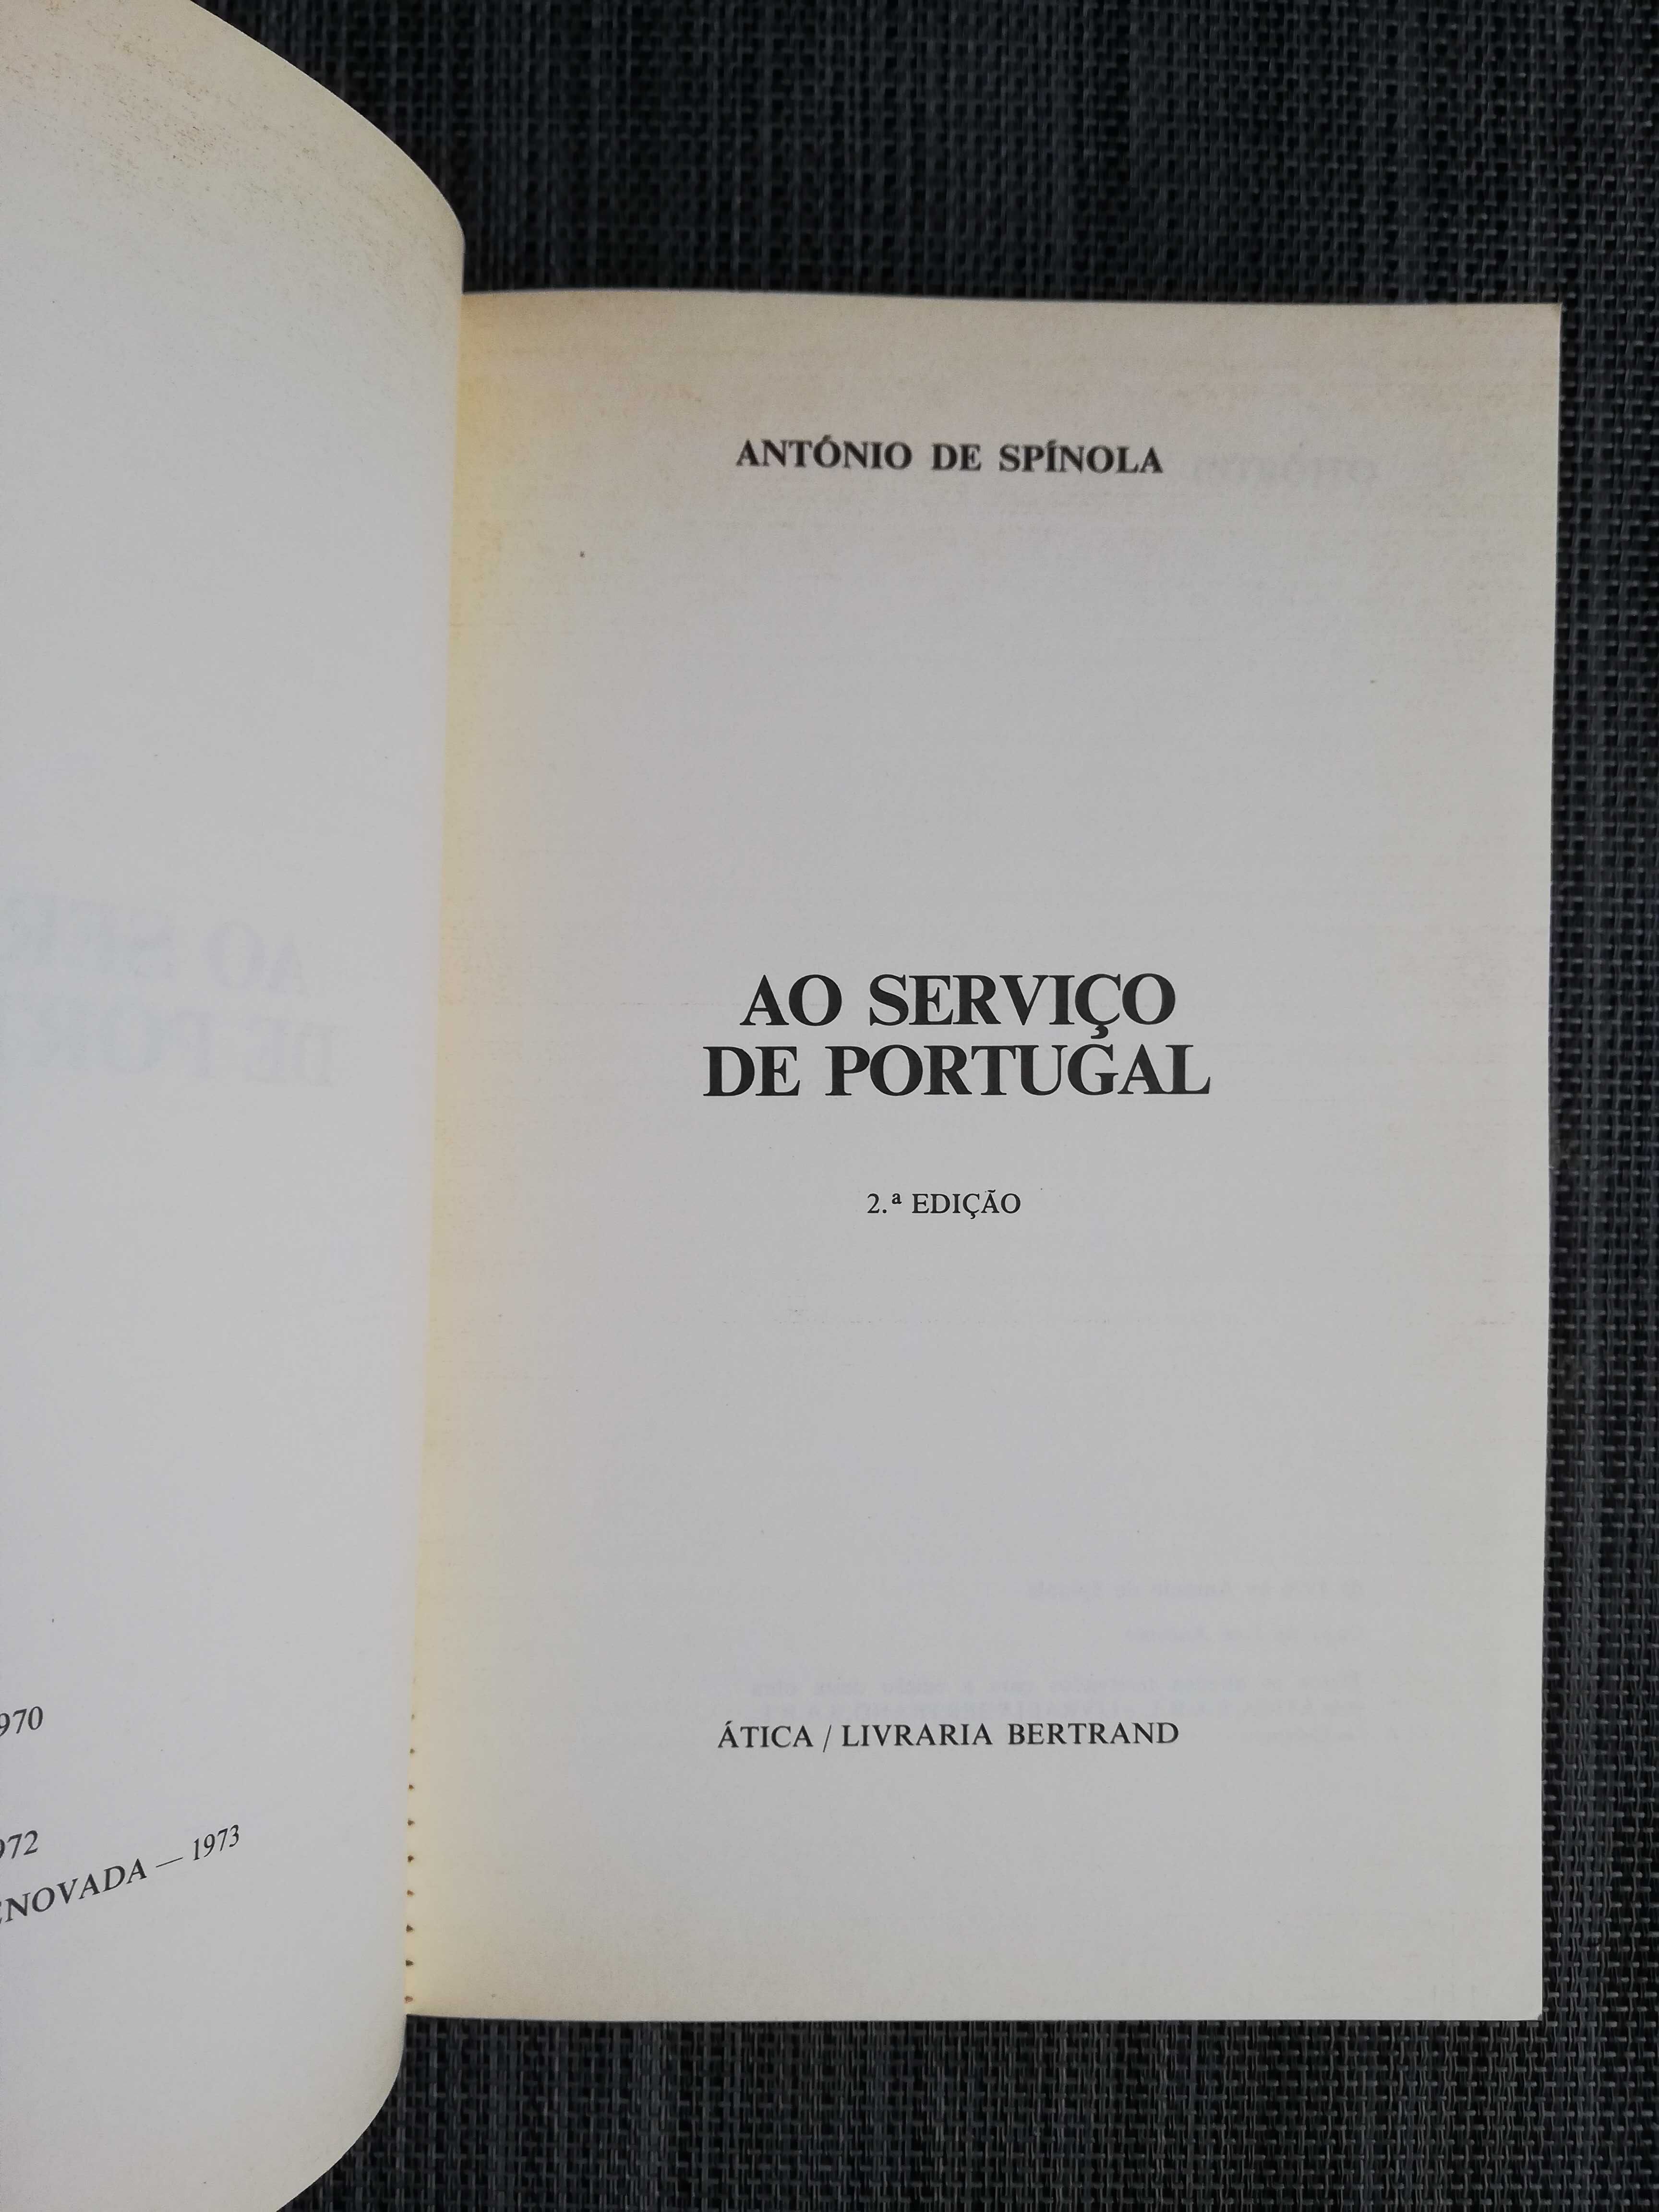 ANTÓNIO DE SPÍNOLA
AO SERVIÇO
DE PORTUGAL
2.ª EDIÇÃO
ÁTICA / LIVRARIA BERTRAND
970
972
ENOVADA — 1973